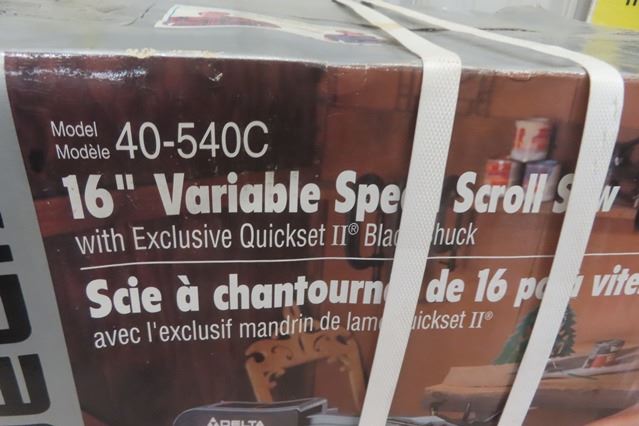 Model
Modèle 40-540C
16" Variable Spe Scroll S w
with Exclusive Quickset II® Bla huck
Scie à chantourn de 16 po à vite
avec l'exclusif mandrin de lame uickset II®
DELTA